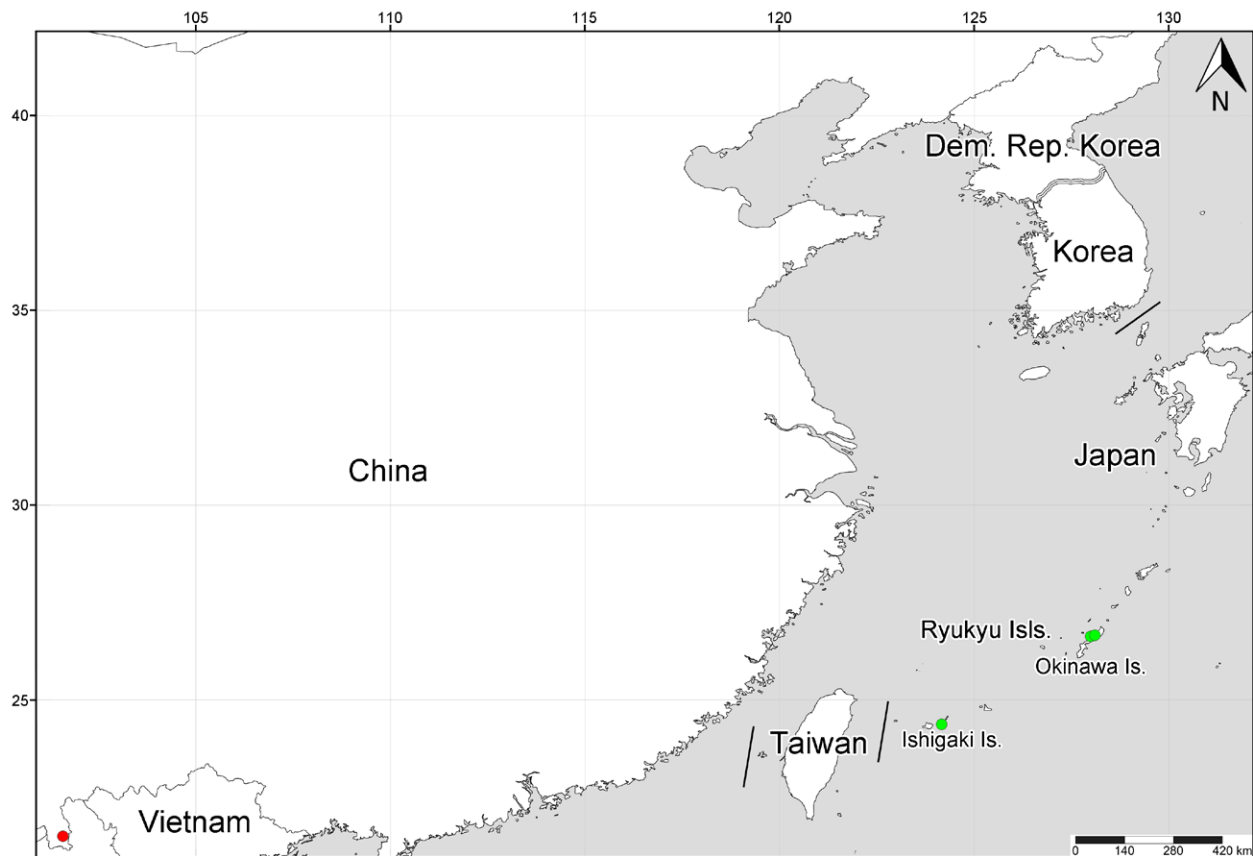 105 110 115 120 125 130
N
40
Dem. Rep. Korea
Korea
35
Japan
China
30
Ryukyu Isls.
Okinawa Is.
25
Taiwan
Ishigaki Is.
Vietnam
0 140 280 420 km